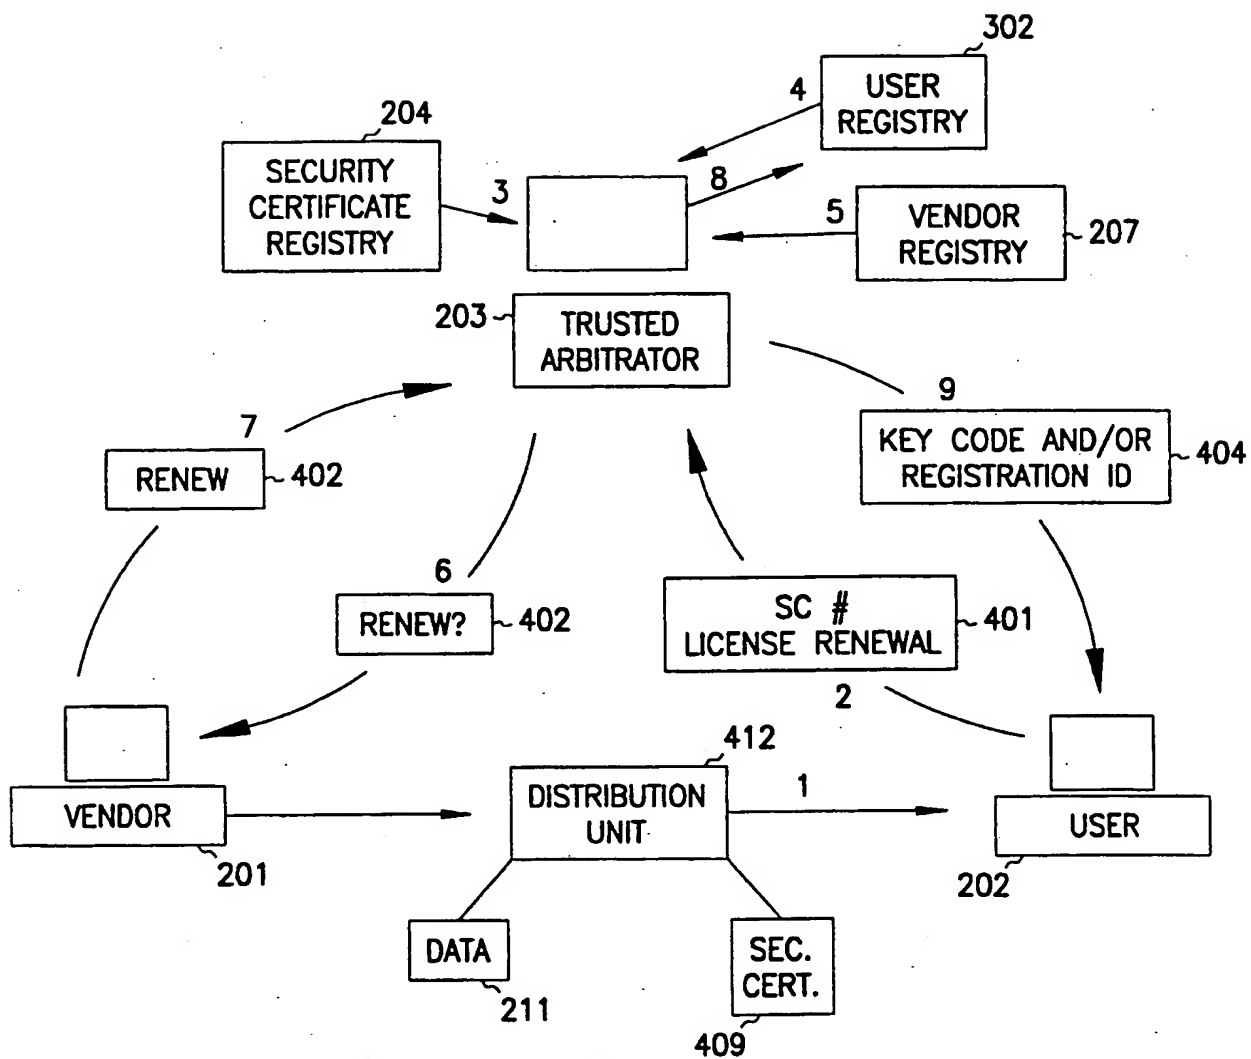 302
USER
REGISTRY
4
204
SECURITY
CERTIFICATE
REGISTRY
3
8
5
VENDOR
REGISTRY
207
203
TRUSTED
ARBITRATOR
9
KEY CODE AND/OR
REGISTRATION ID
404
7
RENEW
402
6
RENEW?
402
SC #
LICENSE RENEWAL
401
2
VENDOR
201
412
DISTRIBUTION
UNIT
1
USER
202
DATA
211
SEC.
CERT.
409